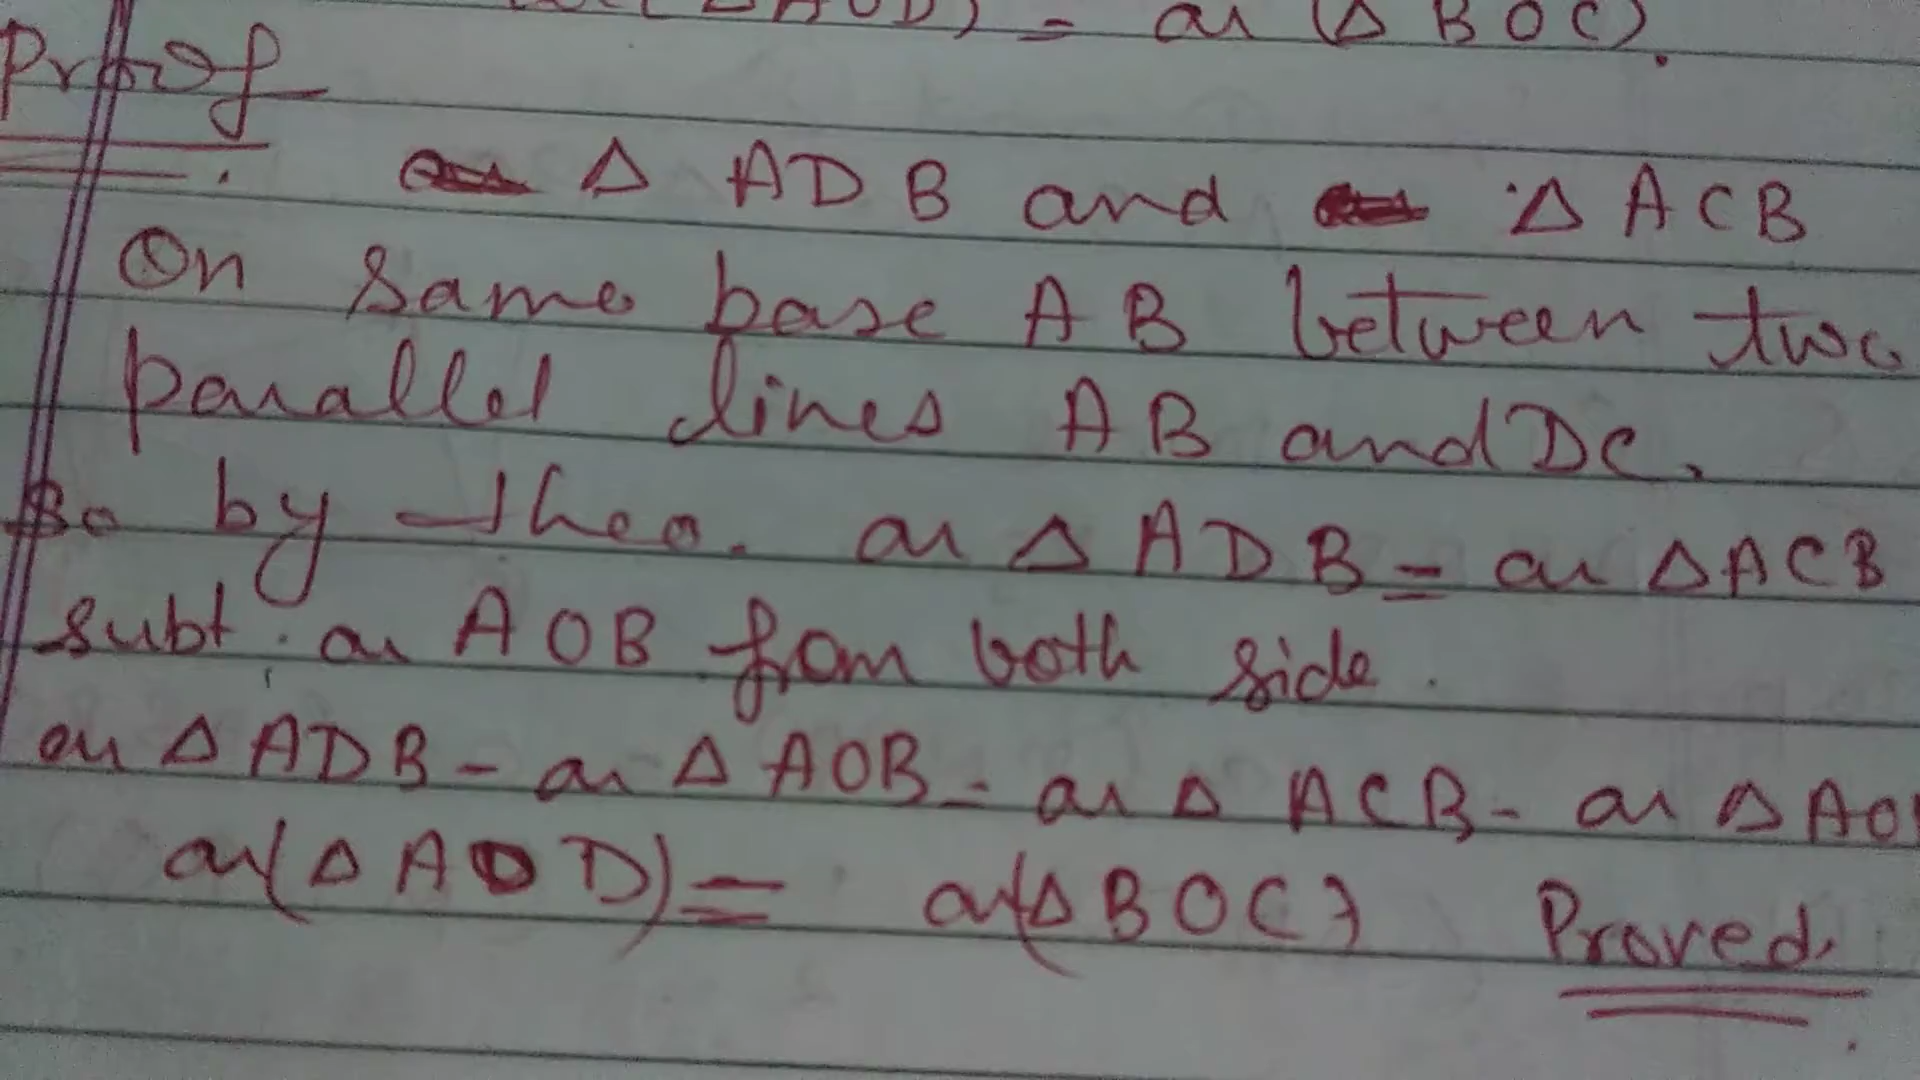 ar(△AOD) = ar (△BOC).
Proof
△ ADB and △ ACB
On same base AB between two
parallel lines AB and DC.
So by theo. ar △ADB = ar △ACB
subt. ar AOB from both side.
ar △ADB - ar △AOB = ar △ ACB - ar △AO
ar(△AOD) = ar(△BOC) Proved.